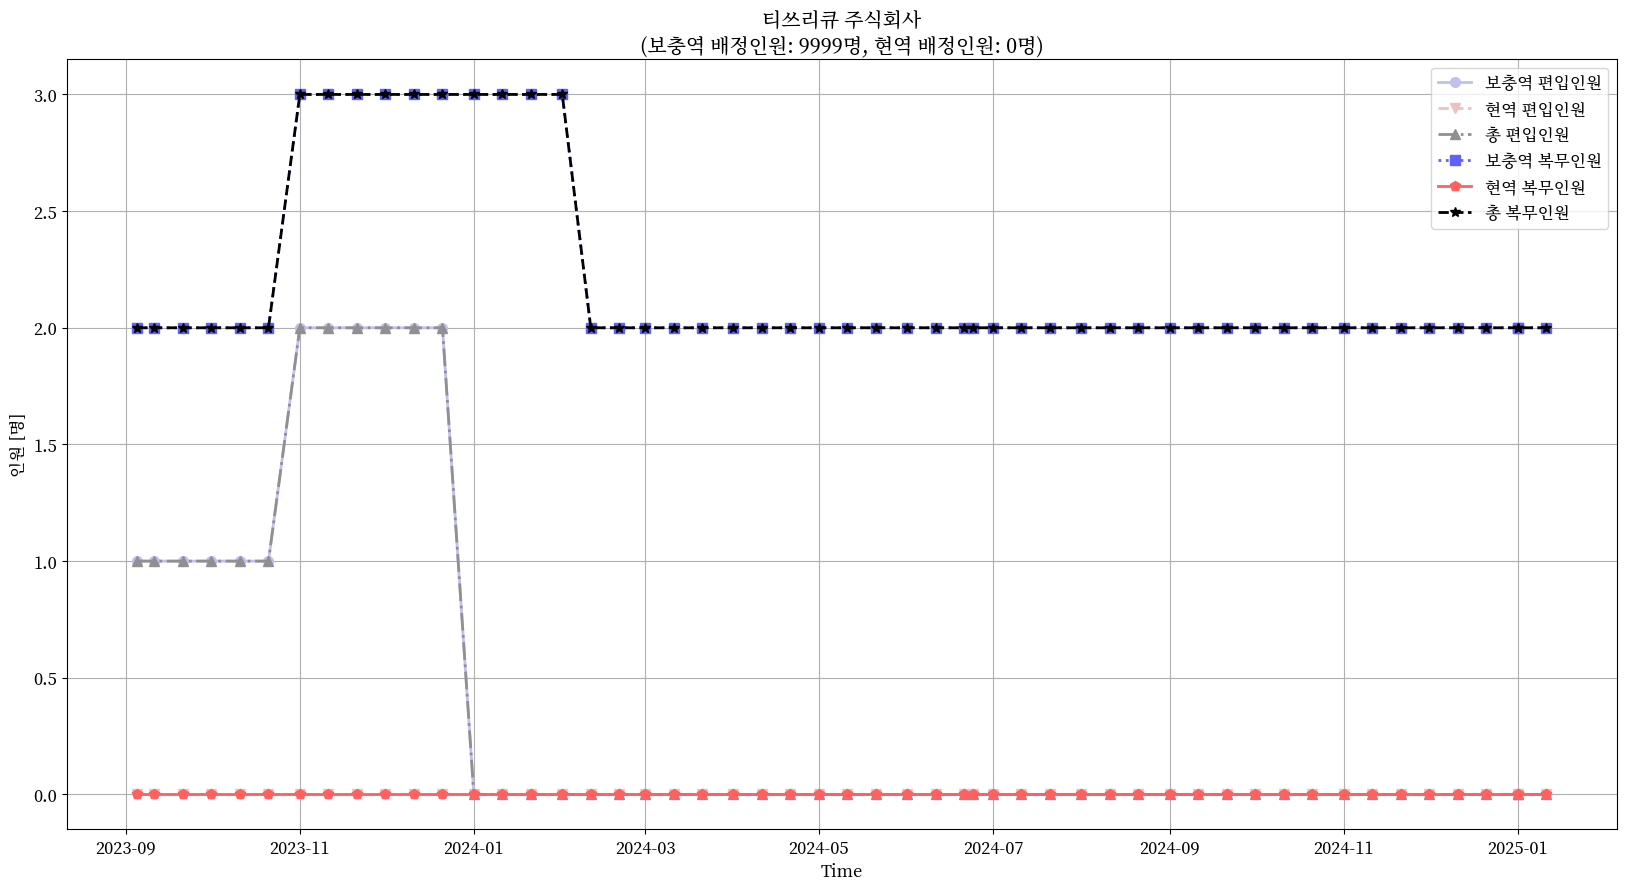 티쓰리큐 주식회사
(보충역 배정인원: 9999명, 현역 배정인원: 0명)
보충역 편입인원
현역 편입인원
총 편입인원
보충역 복무인원
현역 복무인원
총 복무인원
인원 [명]
3.0
2.5
2.0
1.5
1.0
0.5
0.0
2023-09
2023-11
2024-01
2024-03
2024-05
2024-07
2024-09
2024-11
2025-01
Time